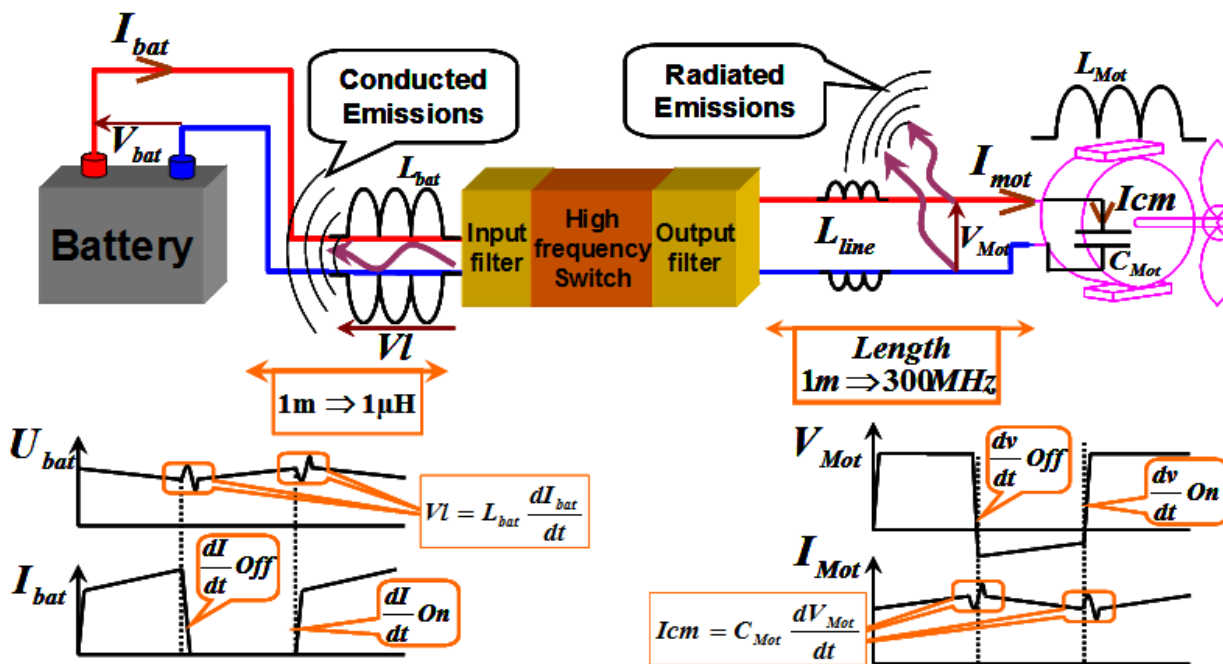 I_bat
Conducted
Emissions
Radiated
Emissions
L_Mot
V_bat
L_bat
I_mot
Icm
Battery
Input
filter
High
frequency
Switch
Output
filter
L_line
V_Mot
C_Mot
Vl
1m ⇒ 1µH
Length
1m ⇒ 300MHz
U_bat
Vl = L_bat dI_bat/dt
I_bat
dI/dt Off
dI/dt On
V_Mot
dv/dt Off
dv/dt On
I_Mot
Icm = C_Mot dV_Mot/dt